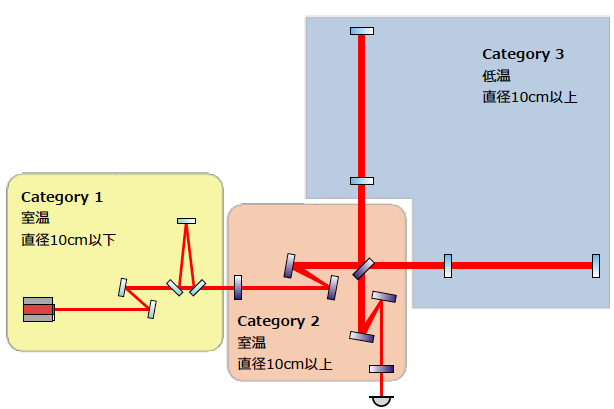 Category 3
低温
直径10cm以上
Category 1
室温
直径10cm以下
Category 2
室温
直径10cm以上